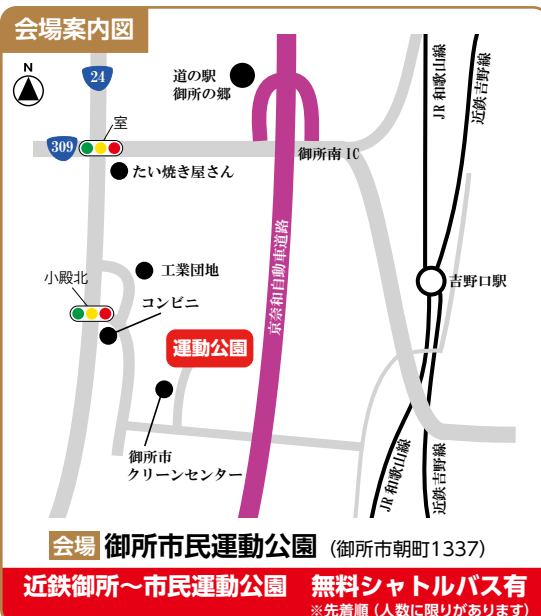 会場案内図
N
24
道の駅
御所の郷
JR 和歌山線
近鉄吉野線
室
309
御所南 IC
たい焼き屋さん
工業団地
京奈和自動車道路
吉野口駅
小殿北
コンビニ
運動公園
御所市
クリーンセンター
JR 和歌山線
近鉄吉野線
会場 御所市民運動公園 (御所市朝町1337)
近鉄御所〜市民運動公園 無料シャトルバス有
※先着順 (人数に限りがあります)